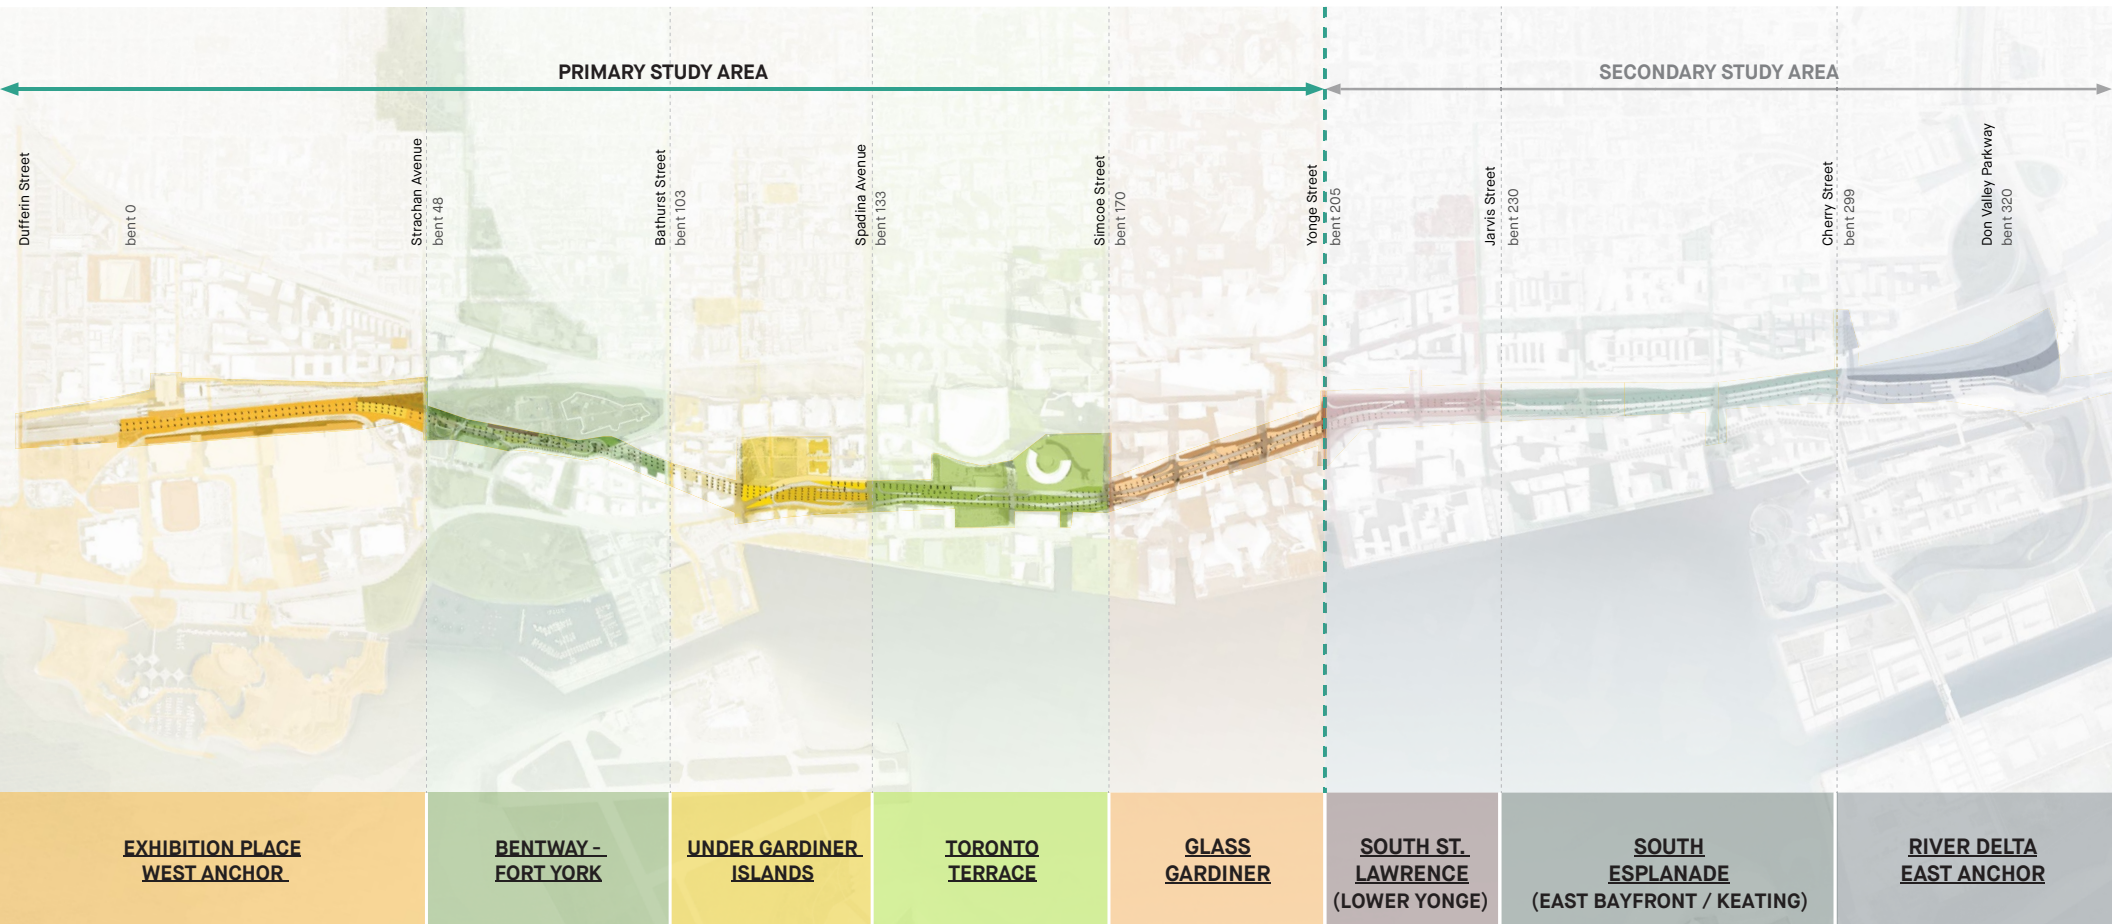 PRIMARY STUDY AREA
SECONDARY STUDY AREA
Dufferin Street
bent 0
Strachan Avenue
bent 48
Bathurst Street
bent 103
Spadina Avenue
bent 133
Simcoe Street
bent 170
Yonge Street
bent 205
Jarvis Street
bent 230
Cherry Street
bent 299
Don Valley Parkway
bent 320
EXHIBITION PLACE
WEST ANCHOR
BENTWAY -
FORT YORK
UNDER GARDINER
ISLANDS
TORONTO
TERRACE
GLASS
GARDINER
SOUTH ST.
LAWRENCE
(LOWER YONGE)
SOUTH
ESPLANADE
(EAST BAYFRONT / KEATING)
RIVER DELTA
EAST ANCHOR